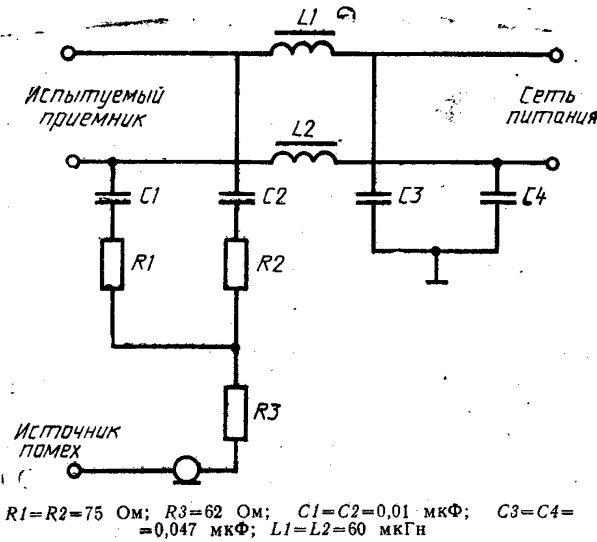 L1
Испытуемый
приемник
Сеть
питания
L2
C1
C2
C3
C4
R1
R2
R3
Источник
помех
R1=R2=75 Ом; R3=62 Ом; C1=C2=0,01 мкФ; C3=C4=
=0,047 мкФ; L1=L2=60 мкГн